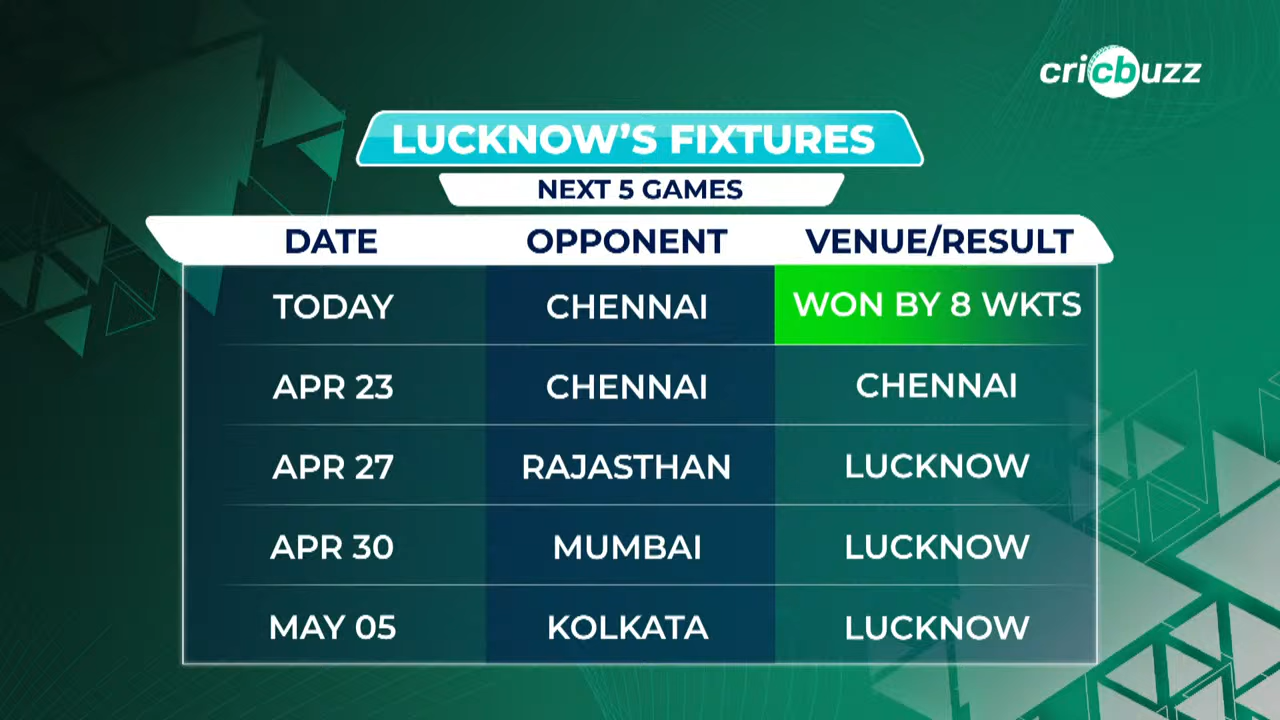 cricbuzz
LUCKNOW'S FIXTURES
NEXT 5 GAMES
DATE OPPONENT VENUE/RESULT
TODAY CHENNAI WON BY 8 WKTS
APR 23 CHENNAI CHENNAI
APR 27 RAJASTHAN LUCKNOW
APR 30 MUMBAI LUCKNOW
MAY 05 KOLKATA LUCKNOW